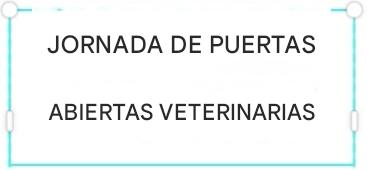 JORNADA DE PUERTAS
ABIERTAS VETERINARIAS